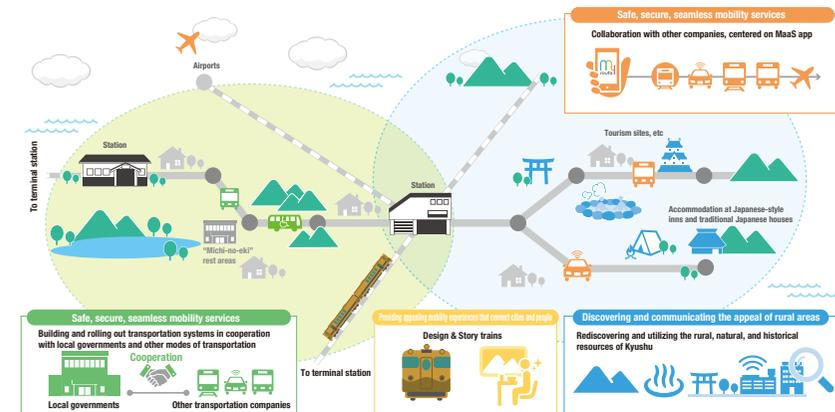 Safe, secure, seamless mobility services
Collaboration with other companies, centered on MaaS app
my
route
Airports
Tourism sites, etc
Station
To terminal station
Station
Accommodation at Japanese-style
inns and traditional Japanese houses
"Michi-no-eki"
rest areas
Safe, secure, seamless mobility services
Building and rolling out transportation systems in cooperation
with local governments and other modes of transportation
Cooperation
Local governments
Other transportation companies
To terminal station
Providing appealing mobility experiences that connect cities and people
Design & Story trains
Discovering and communicating the appeal of rural areas
Rediscovering and utilizing the rural, natural, and historical
resources of Kyushu